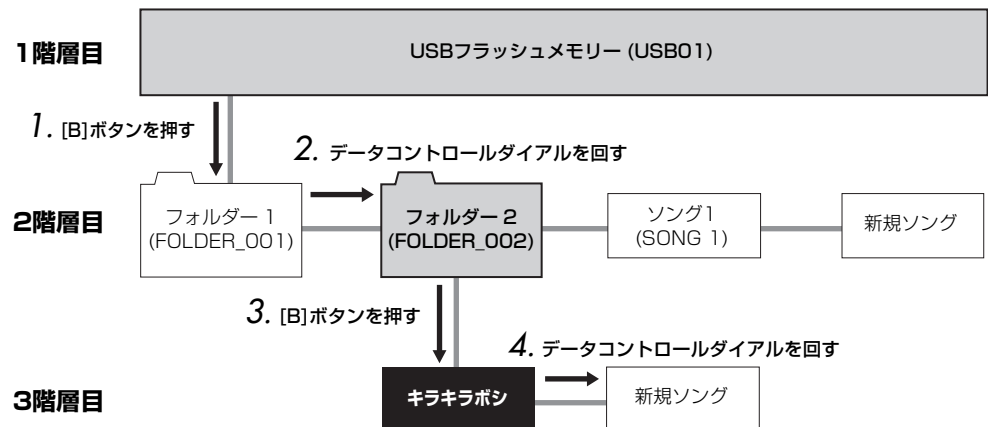 1階層目
USBフラッシュメモリー (USB01)
1. [B]ボタンを押す
2. データコントロールダイアルを回す
2階層目
フォルダー 1
(FOLDER_001)
フォルダー 2
(FOLDER_002)
ソング1
(SONG 1)
新規ソング
3. [B]ボタンを押す
4. データコントロールダイアルを回す
3階層目
キラキラボシ
新規ソング